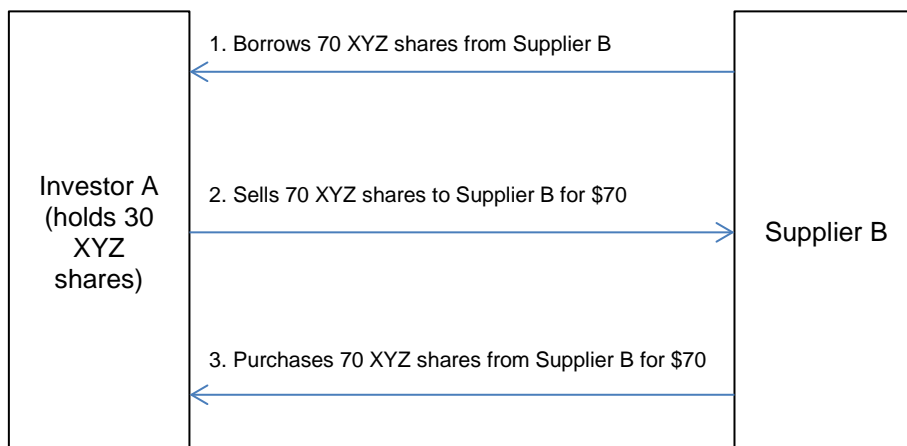 1. Borrows 70 XYZ shares from Supplier B
Investor A
(holds 30
XYZ
shares)
2. Sells 70 XYZ shares to Supplier B for $70
Supplier B
3. Purchases 70 XYZ shares from Supplier B for $70